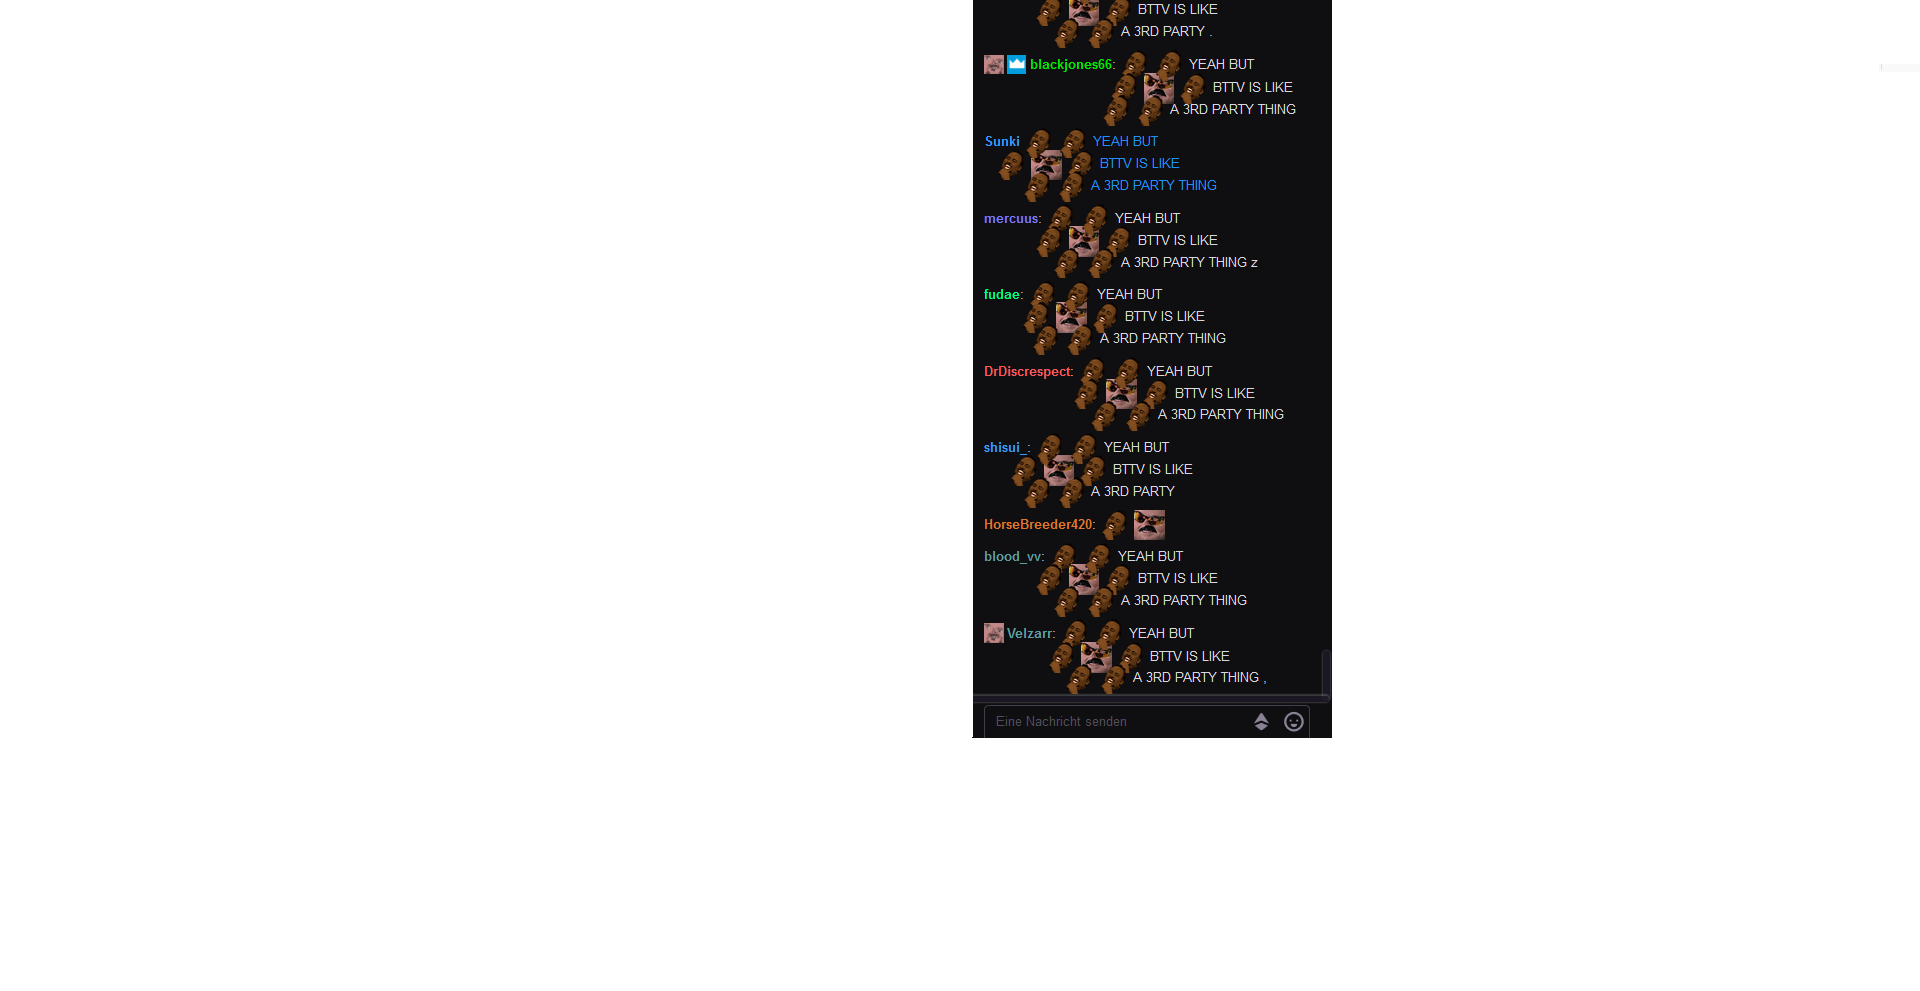 BTTV IS LIKE
A 3RD PARTY .
blackjones66: YEAH BUT
BTTV IS LIKE
A 3RD PARTY THING
Sunki YEAH BUT
BTTV IS LIKE
A 3RD PARTY THING
mercuus: YEAH BUT
BTTV IS LIKE
A 3RD PARTY THING z
fudae: YEAH BUT
BTTV IS LIKE
A 3RD PARTY THING
DrDiscrespect: YEAH BUT
BTTV IS LIKE
A 3RD PARTY THING
shisui_: YEAH BUT
BTTV IS LIKE
A 3RD PARTY
HorseBreeder420:
blood_vv: YEAH BUT
BTTV IS LIKE
A 3RD PARTY THING
Velzarr: YEAH BUT
BTTV IS LIKE
A 3RD PARTY THING ,
Eine Nachricht senden